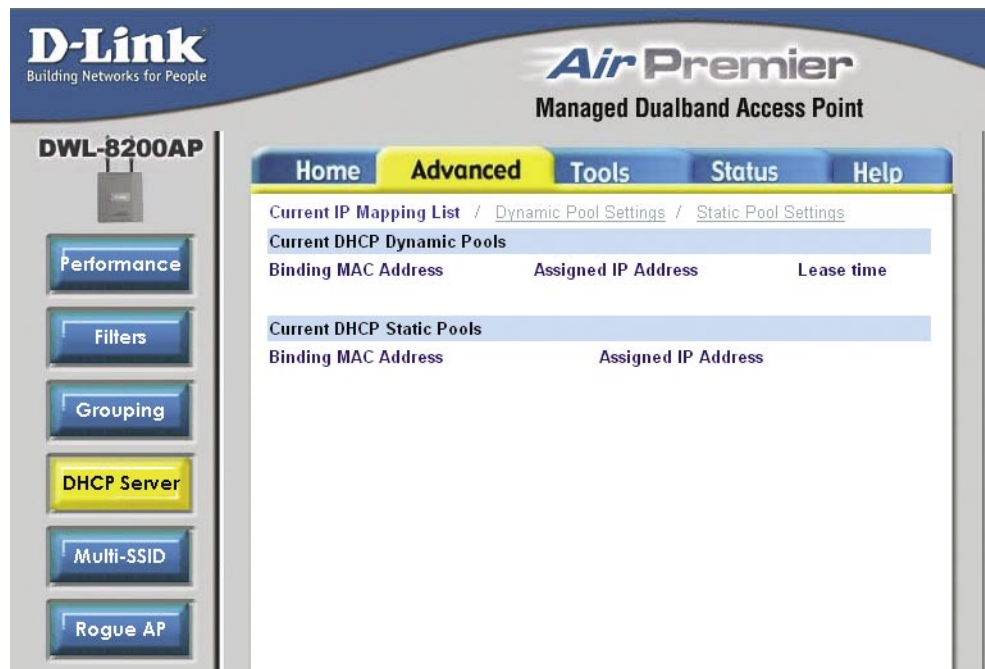 D-Link
Building Networks for People
Air Premier
Managed Dualband Access Point
DWL-8200AP
Home Advanced Tools Status Help
Current IP Mapping List / Dynamic Pool Settings / Static Pool Settings
Current DHCP Dynamic Pools
Binding MAC Address Assigned IP Address Lease time
Current DHCP Static Pools
Binding MAC Address Assigned IP Address
Performance
Filters
Grouping
DHCP Server
Multi-SSID
Rogue AP